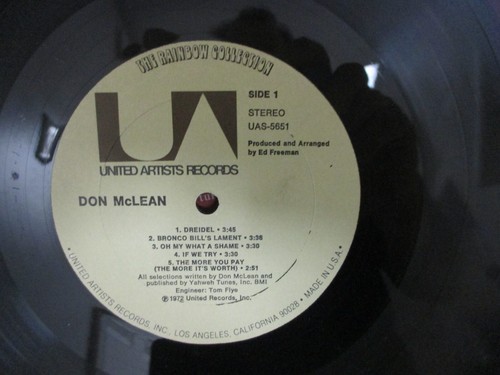 THE RAINBOW COLLECTION
SIDE 1
STEREO
UAS-5651
Produced and Arranged
by Ed Freeman
UA
UNITED ARTISTS RECORDS
DON McLEAN
1. DREIDEL • 3:45
2. BRONCO BILL'S LAMENT • 3:36
3. OH MY WHAT A SHAME • 3:30
4. IF WE TRY • 3:30
5. THE MORE YOU PAY
(THE MORE IT'S WORTH) • 2:51
All selections written by Don McLean and
published by Yahweh Tunes, Inc. BMI
Engineer: Tom Flye
℗ 1972 United Records, Inc.
• UNITED ARTISTS RECORDS, INC., LOS ANGELES, CALIFORNIA 90028 • MADE IN U.S.A. •